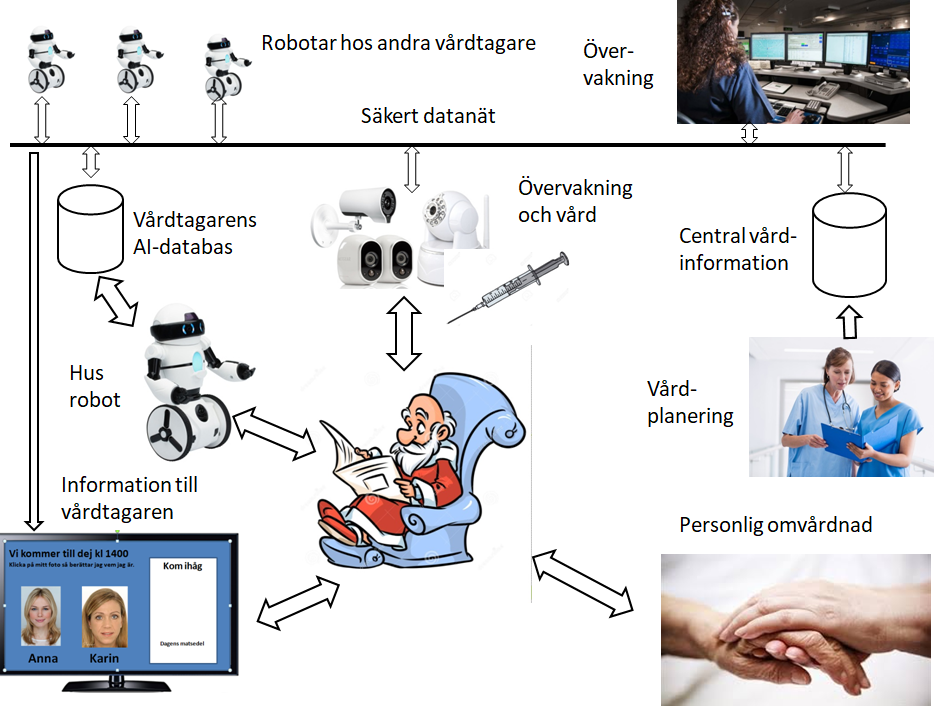 Robotar hos andra vårdtagare
Över-
vakning
Säkert datanät
Övervakning
och vård
Vårdtagarens
AI-databas
Central vård-
information
Hus
robot
Vård-
planering
Information till
vårdtagaren
Personlig omvårdnad
Vi kommer till dej kl 1400
Klicka på mitt foto så berättar jag vem jag är.
Kom ihåg
Dagens matsedel
Anna
Karin